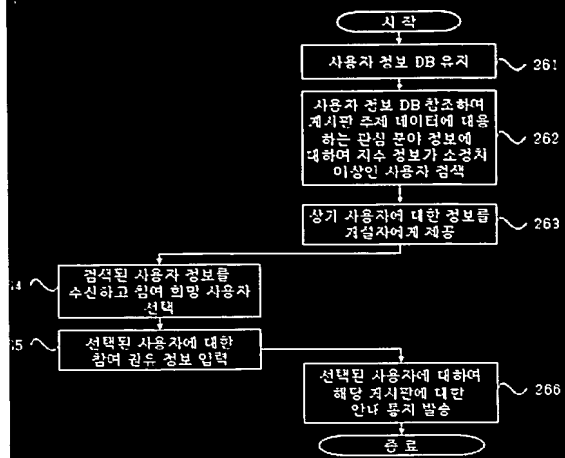 시 작
사용자 정보 DB 유지
261
사용자 정보 DB 참조하여
게시판 주제 데이터에 대응
하는 관심 분야 정보에
대하여 지수 정보가 소정치
이상인 사용자 검색
262
상기 사용자에 대한 정보를
개설자에게 제공
263
검색된 사용자 정보를
수신하고 참여 희망 사용자
선택
64
선택된 사용자에 대한
참여 권유 정보 입력
65
선택된 사용자에 대하여
해당 게시판에 대한
안내 통지 발송
266
종 료